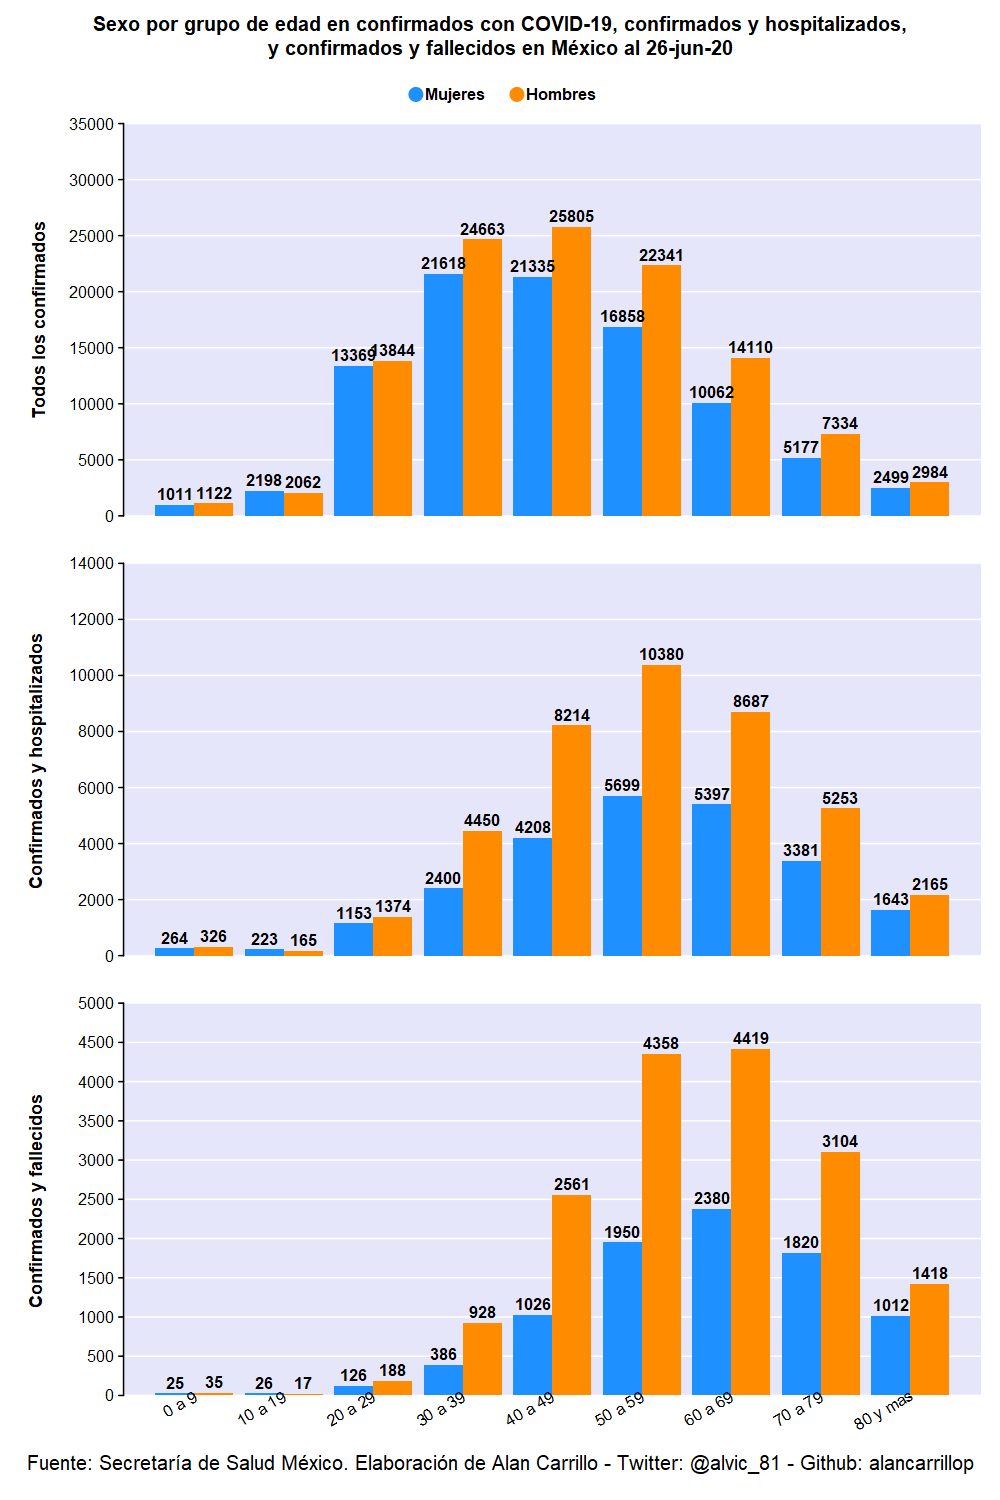 Sexo por grupo de edad en confirmados con COVID-19, confirmados y hospitalizados,
y confirmados y fallecidos en México al 26-jun-20
Mujeres Hombres
Todos los confirmados
35000
30000
25000
20000
15000
10000
5000
0
1011 1122 2198 2062 13369 13844 21618 24663 21335 25805 16858 22341 10062 14110 5177 7334 2499 2984
Confirmados y hospitalizados
14000
12000
10000
8000
6000
4000
2000
0
264 326 223 165 1153 1374 2400 4450 4208 8214 5699 10380 5397 8687 3381 5253 1643 2165
Confirmados y fallecidos
5000
4500
4000
3500
3000
2500
2000
1500
1000
500
0
25 35 26 17 126 188 386 928 1026 2561 1950 4358 2380 4419 1820 3104 1012 1418
0 a 9 10 a 19 20 a 29 30 a 39 40 a 49 50 a 59 60 a 69 70 a 79 80 y mas
Fuente: Secretaría de Salud México. Elaboración de Alan Carrillo - Twitter: @alvic_81 - Github: alancarrillop